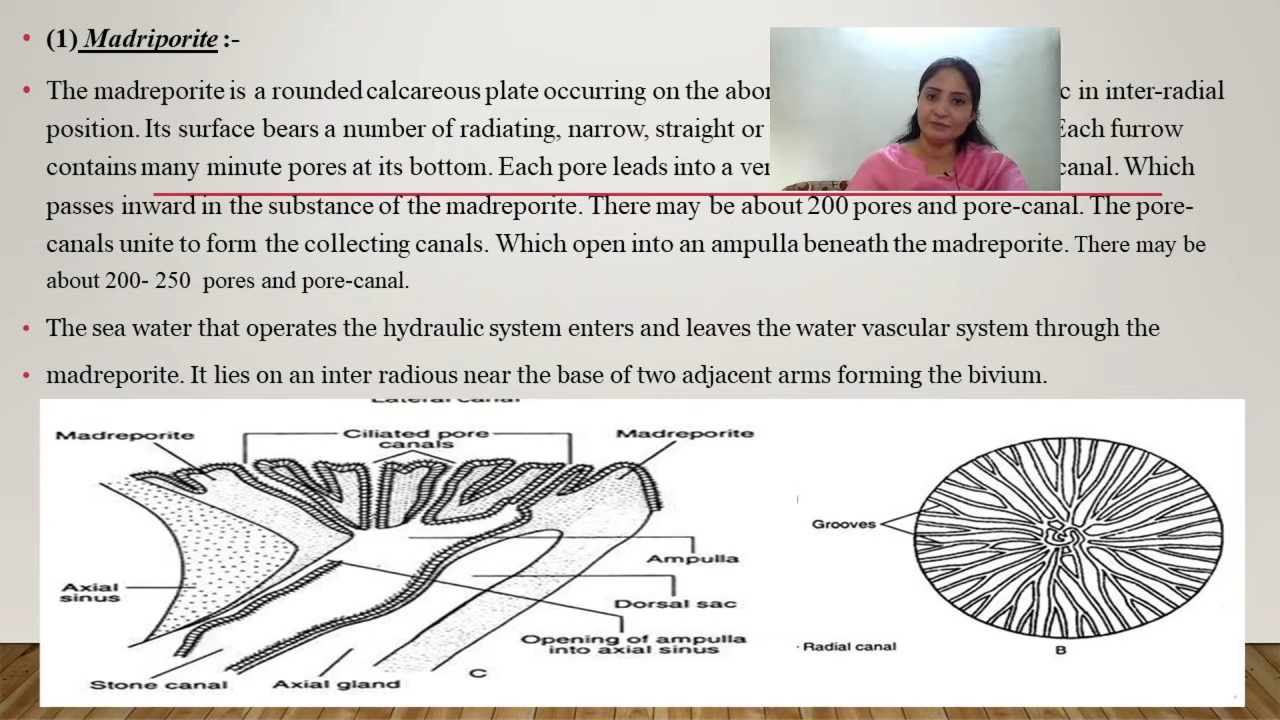 (1) Madriporite :-
The madreporite is a rounded calcareous plate occurring on the c in inter-radial
position. Its surface bears a number of radiating, narrow, straight or Each furrow
contains many minute pores at its bottom. Each pore leads into a canal. Which
passes inward in the substance of the madreporite. There may be about 200 pores and pore-canal. The pore-
canals unite to form the collecting canals. Which open into an ampulla beneath the madreporite. There may be
about 200- 250 pores and pore-canal.
The sea water that operates the hydraulic system enters and leaves the water vascular system through the
madreporite. It lies on an inter radious near the base of two adjacent arms forming the bivium.
Lateral canal
Madreporite
Ciliated pore
canals
Madreporite
Grooves
Ampulla
Axial
sinus
Dorsal sac
Opening of ampulla
into axial sinus
Radial canal
B
Stone canal
Axial gland
C